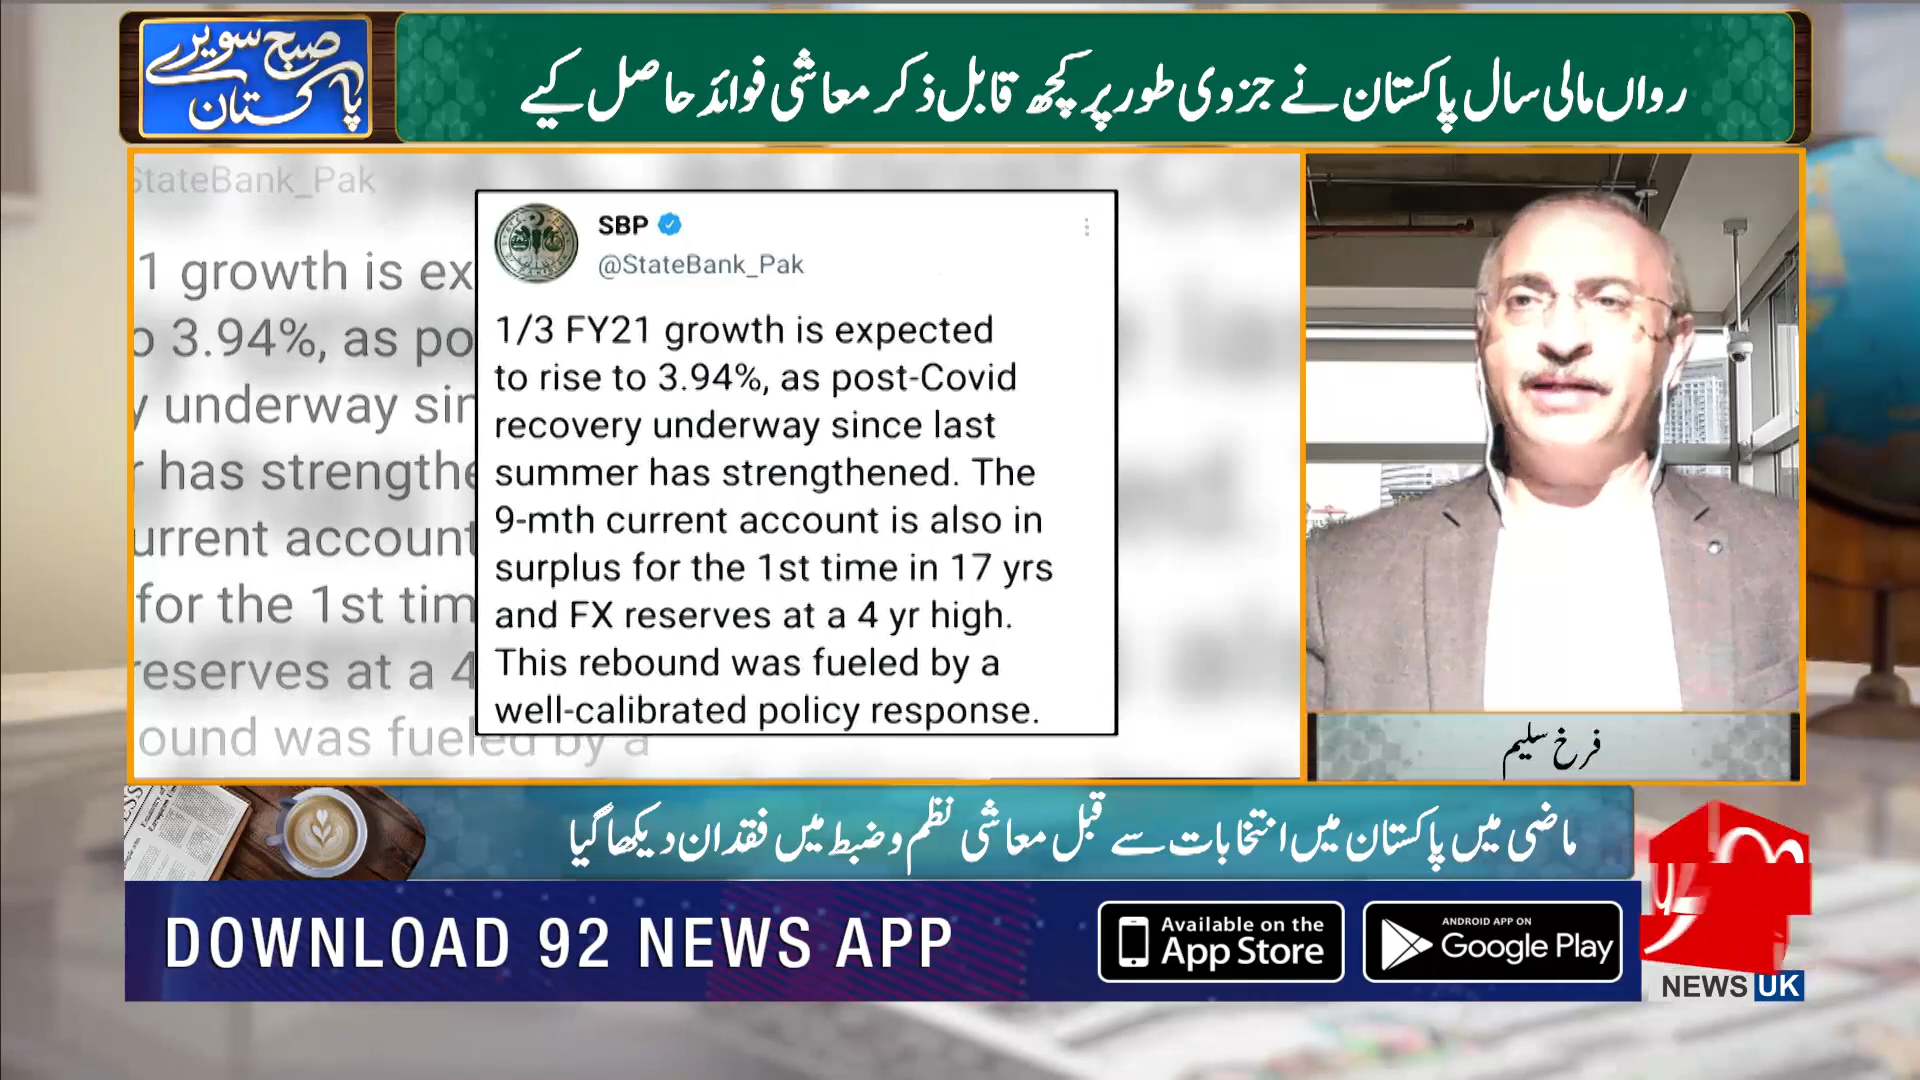 صبح سویرے
پاکستان
رواں مالی سال پاکستان نے جزوی طور پر کچھ قابل ذکر معاشی فوائد حاصل کیے
StateBank_Pak
1 growth is ex
o 3.94%, as po
y underway sin
r has strengthe
urrent account
for the 1st tim
reserves at a 4
ound was fueled by a
SBP
@StateBank_Pak
1/3 FY21 growth is expected
to rise to 3.94%, as post-Covid
recovery underway since last
summer has strengthened. The
9-mth current account is also in
surplus for the 1st time in 17 yrs
and FX reserves at a 4 yr high.
This rebound was fueled by a
well-calibrated policy response.
فرخ سلیم
ماضی میں پاکستان میں انتخابات سے قبل معاشی نظم و ضبط میں فقدان دیکھا گیا
DOWNLOAD 92 NEWS APP
Available on the
App Store
ANDROID APP ON
Google Play
NEWS UK